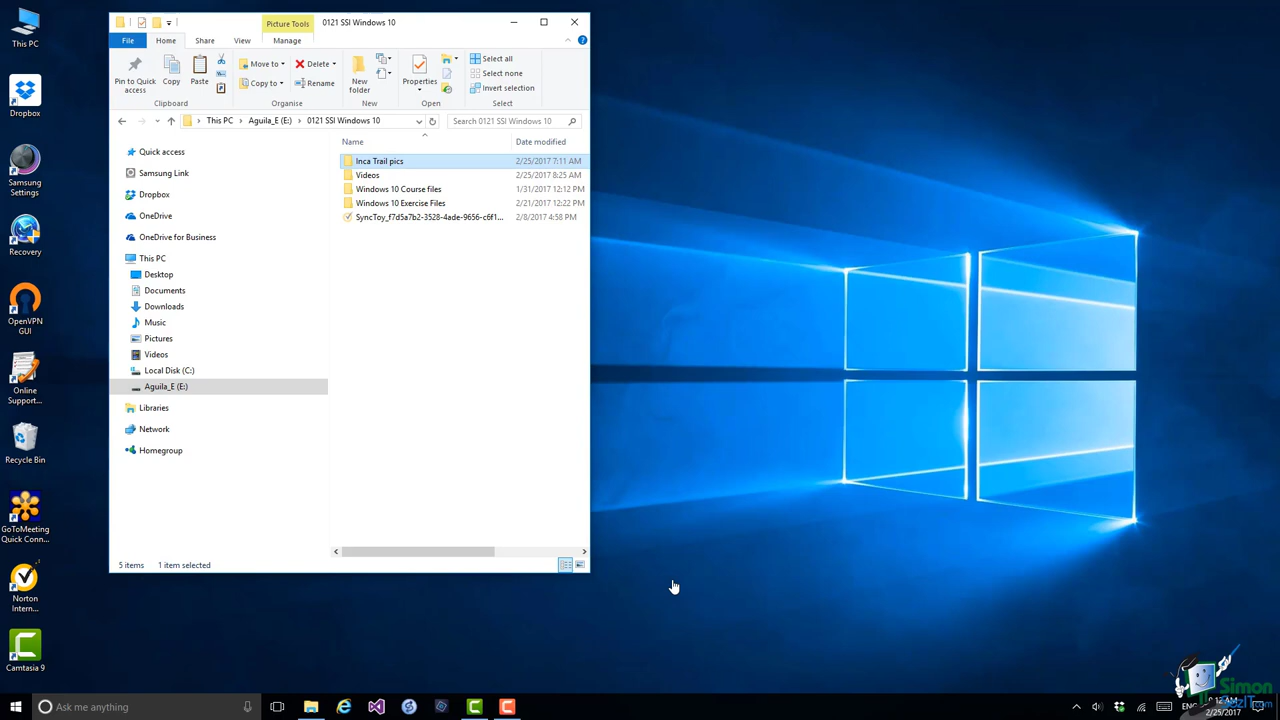 This PC
Dropbox
Samsung
Settings
Recovery
OpenVPN
GUI
Online
Support...
Recycle Bin
GoToMeeting
Quick Conn...
Norton
Intern...
Camtasia 9
Picture Tools
0121 SSI Windows 10
File
Home
Share
View
Manage
Pin to Quick
access
Copy
Paste
Clipboard
Move to
Copy to
Delete
Rename
Organise
New
folder
New
Properties
Open
Select all
Select none
Invert selection
Select
This PC > Aguila_E (E:) > 0121 SSI Windows 10
Search 0121 SSI Windows 10
Quick access
Samsung Link
Dropbox
OneDrive
OneDrive for Business
This PC
Desktop
Documents
Downloads
Music
Pictures
Videos
Local Disk (C:)
Aguila_E (E:)
Libraries
Network
Homegroup
Name Date modified
Inca Trail pics 2/25/2017 7:11 AM
Videos 2/25/2017 8:25 AM
Windows 10 Course files 1/31/2017 12:12 PM
Windows 10 Exercise Files 2/21/2017 12:22 PM
SyncToy_f7d5a7b2-3528-4ade-9656-c6f1... 2/8/2017 4:58 PM
5 items 1 item selected
Ask me anything
2/25/2017